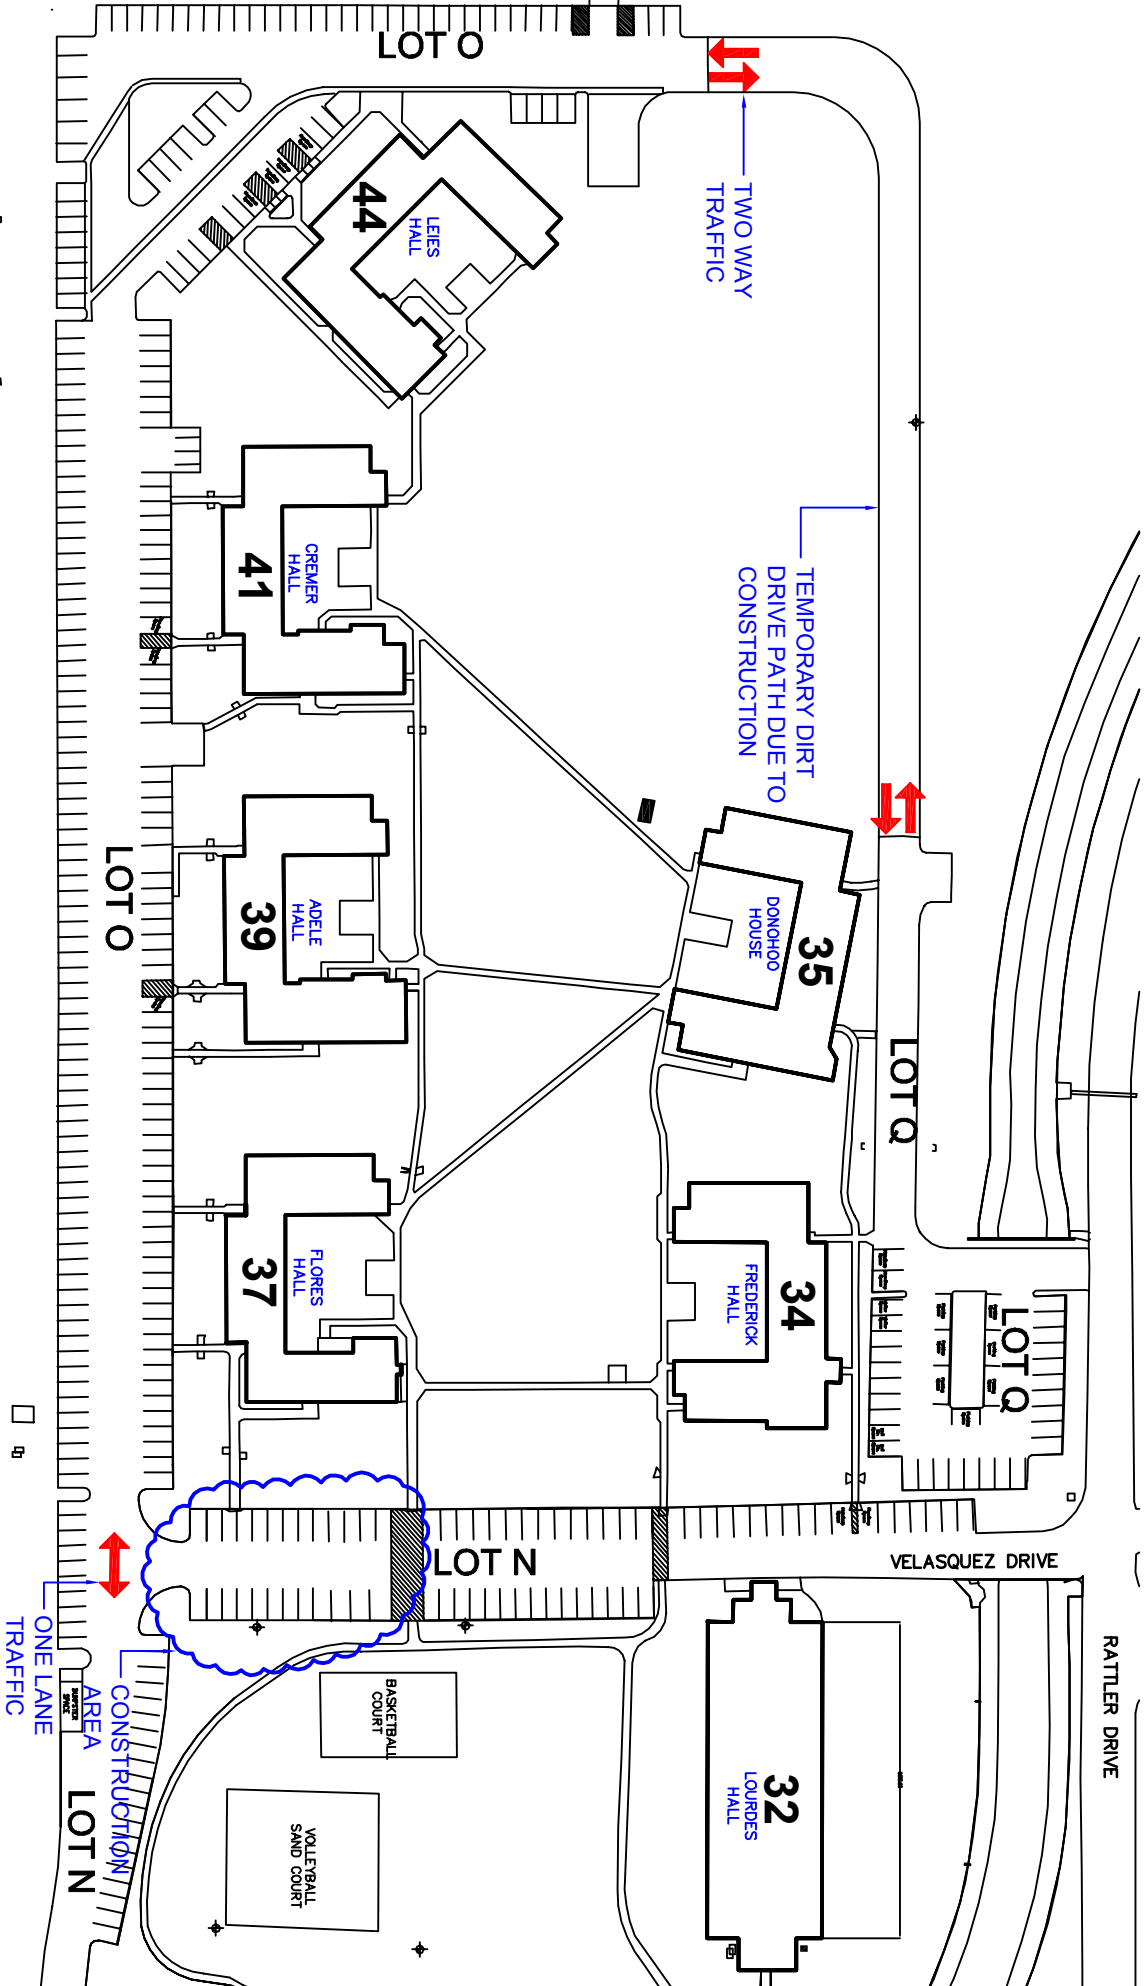 LOT O
TWO WAY
TRAFFIC
44
LEIES
HALL
TEMPORARY DIRT
DRIVE PATH DUE TO
CONSTRUCTION
41
CREMER
HALL
LOT O
39
ADELE
HALL
35
DONOHOO
HOUSE
LOT Q
37
FLORES
HALL
34
FREDERICK
HALL
LOT Q
LOT N
VELASQUEZ DRIVE
RATTLER DRIVE
ONE LANE
TRAFFIC
CONSTRUCTION
AREA
DUMPSTER
SPACE
LOT N
BASKETBALL
COURT
VOLLEYBALL
SAND COURT
32
LOURDES
HALL